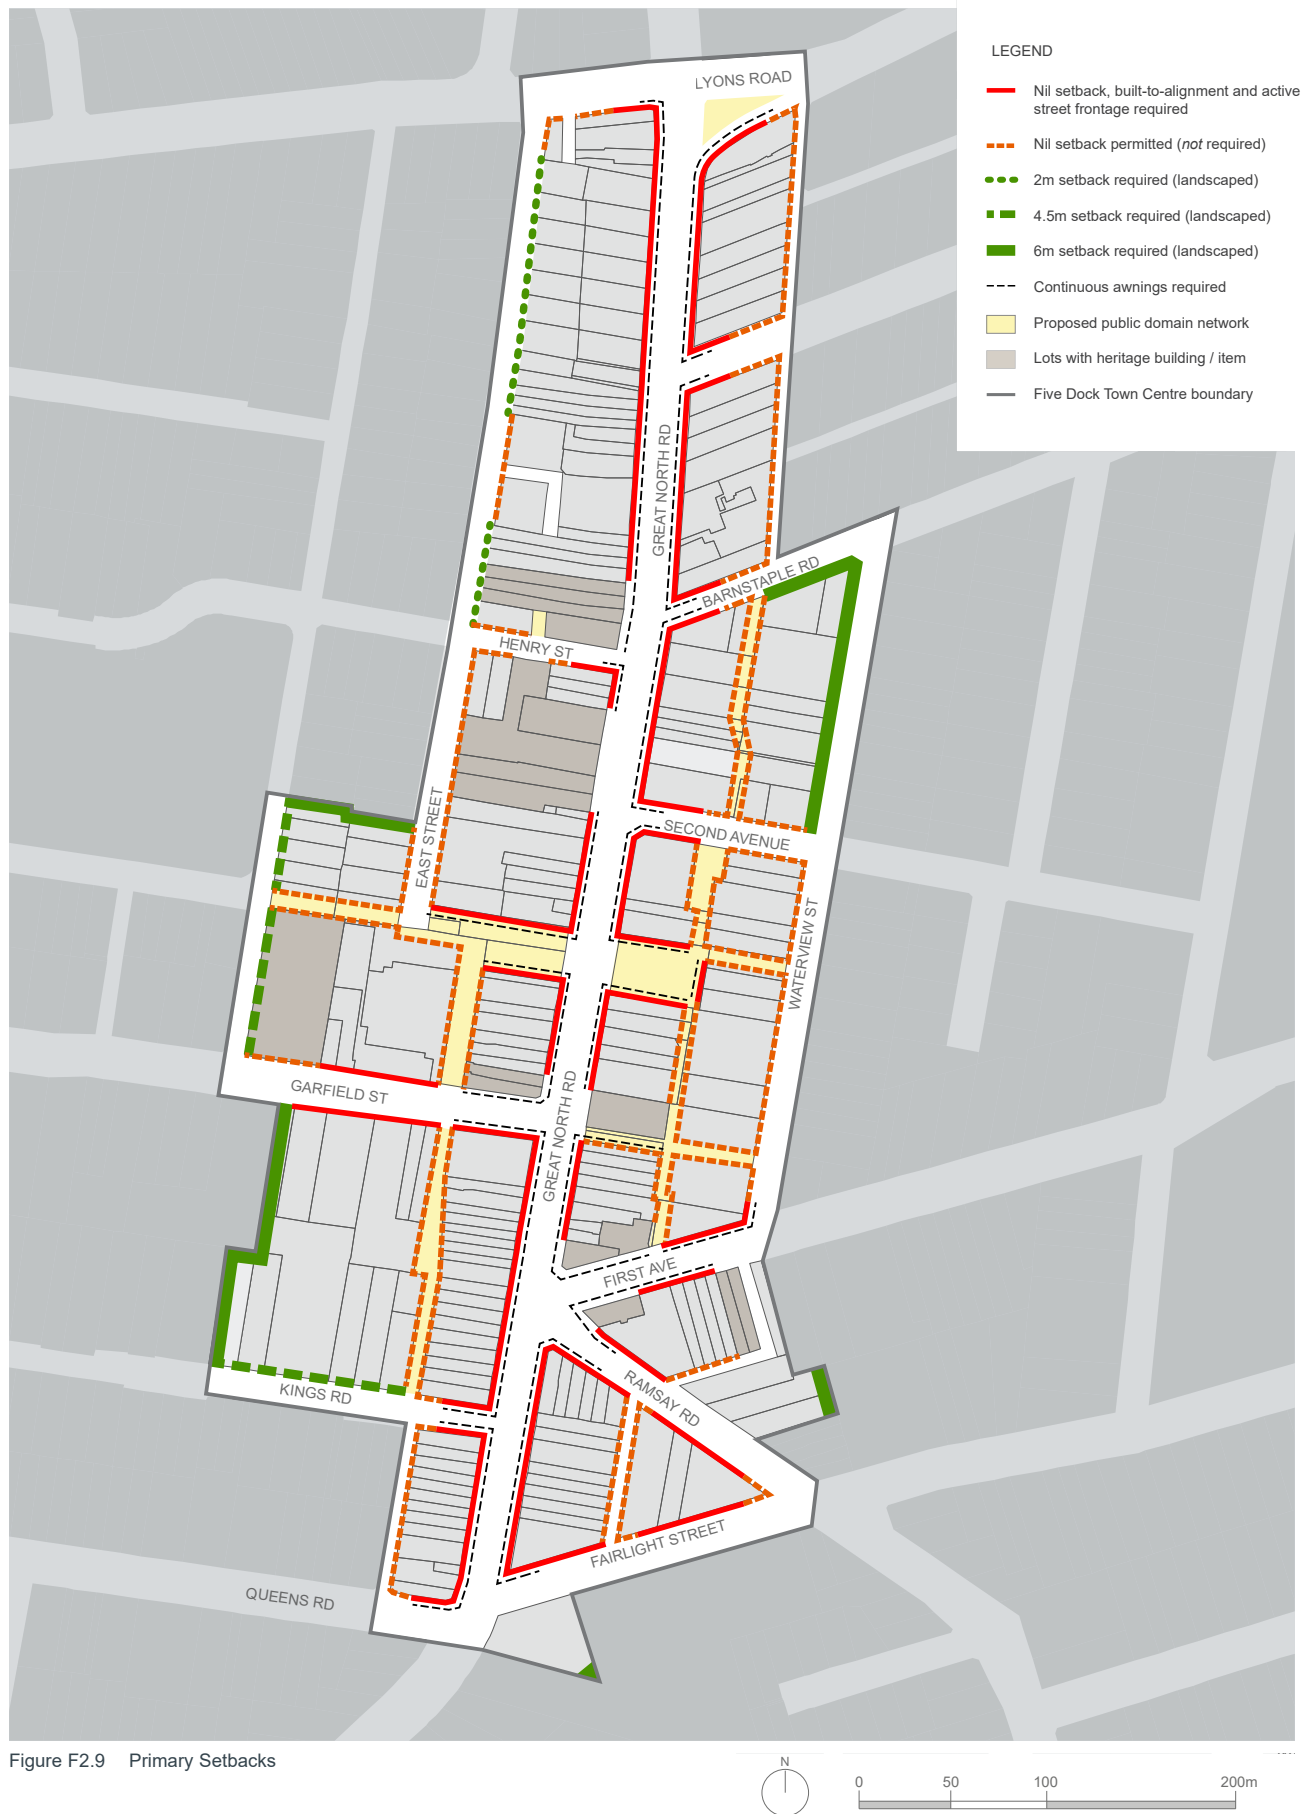 LEGEND
Nil setback, built-to-alignment and active
street frontage required
Nil setback permitted (not required)
2m setback required (landscaped)
4.5m setback required (landscaped)
6m setback required (landscaped)
Continuous awnings required
Proposed public domain network
Lots with heritage building / item
Five Dock Town Centre boundary
LYONS ROAD
GREAT NORTH RD
BARNSTAPLE RD
HENRY ST
SECOND AVENUE
EAST STREET
WATERVIEW ST
GARFIELD ST
GREAT NORTH RD
FIRST AVE
RAMSAY RD
KINGS RD
FAIRLIGHT STREET
QUEENS RD
Figure F2.9 Primary Setbacks
N
0 50 100 200m